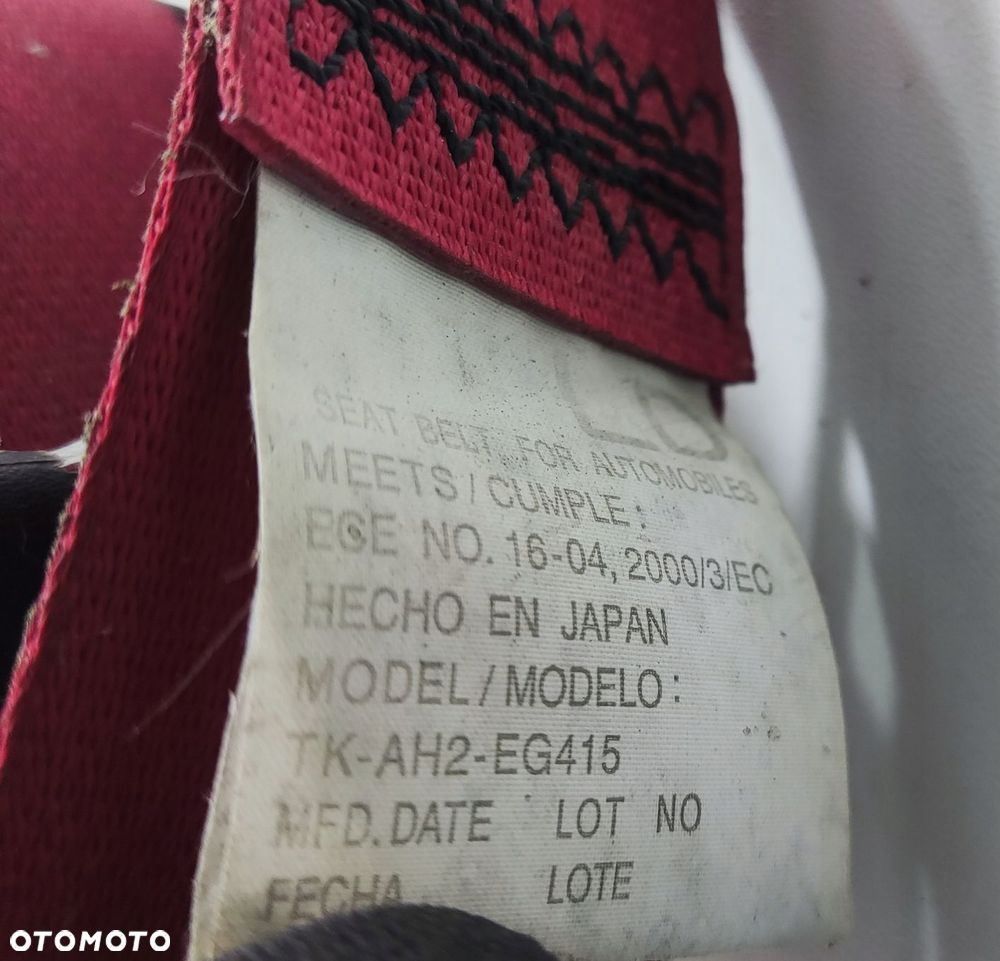 SEAT BELT FOR AUTOMOBILES
MEETS/CUMPLE:
ECE NO. 16-04, 2000/3/EC
HECHO EN JAPAN
MODEL/MODELO:
TK-AH2-EG415
MFD.DATE LOT NO
FECHA LOTE
OTOMOTO